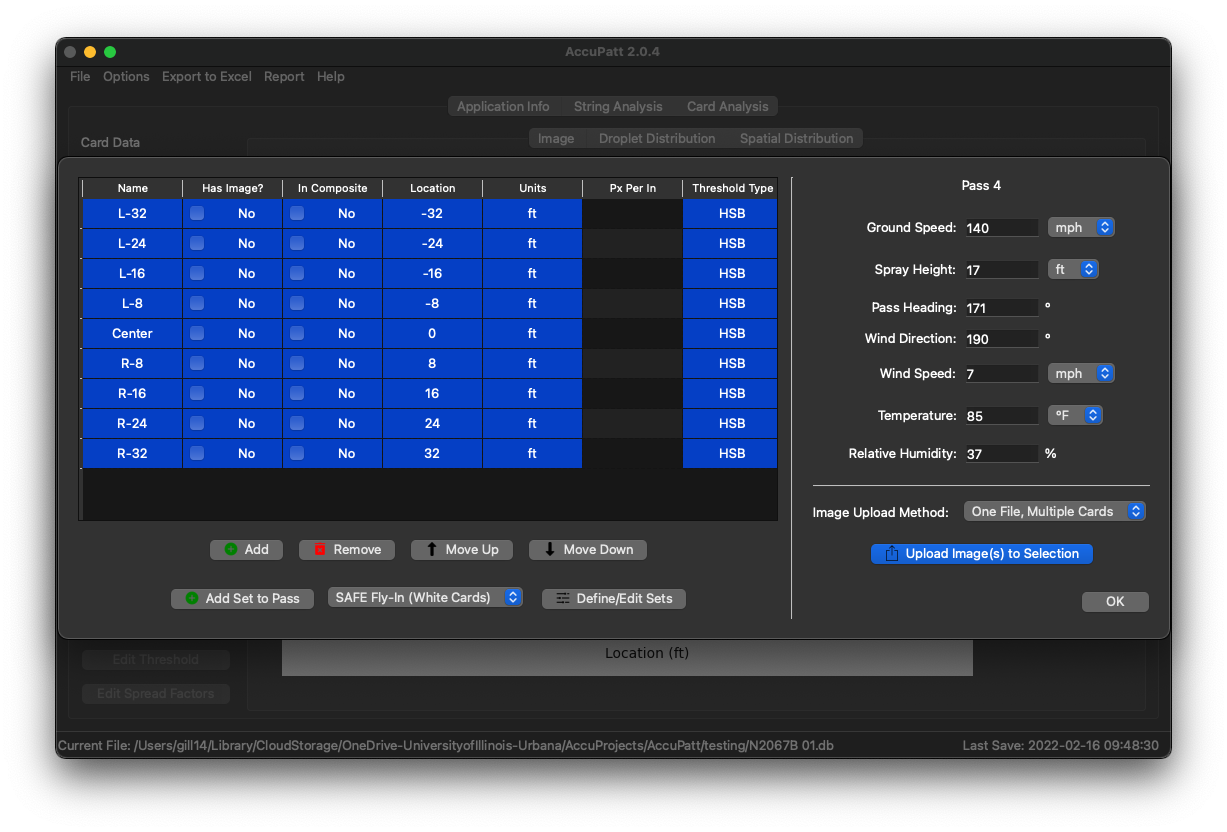 AccuPatt 2.0.4
File Options Export to Excel Report Help
Application Info String Analysis Card Analysis
Card Data
Image Droplet Distribution Spatial Distribution
Name Has Image? In Composite Location Units Px Per In Threshold Type
L-32 No No -32 ft HSB
L-24 No No -24 ft HSB
L-16 No No -16 ft HSB
L-8 No No -8 ft HSB
Center No No 0 ft HSB
R-8 No No 8 ft HSB
R-16 No No 16 ft HSB
R-24 No No 24 ft HSB
R-32 No No 32 ft HSB
Add Remove Move Up Move Down
Add Set to Pass SAFE Fly-In (White Cards) Define/Edit Sets
Pass 4
Ground Speed: 140 mph
Spray Height: 17 ft
Pass Heading: 171 °
Wind Direction: 190 °
Wind Speed: 7 mph
Temperature: 85 °F
Relative Humidity: 37 %
Image Upload Method: One File, Multiple Cards
Upload Image(s) to Selection
OK
Location (ft)
Edit Threshold
Edit Spread Factors
Current File: /Users/gill14/Library/CloudStorage/OneDrive-UniversityofIllinois-Urbana/AccuProjects/AccuPatt/testing/N2067B 01.db Last Save: 2022-02-16 09:48:30